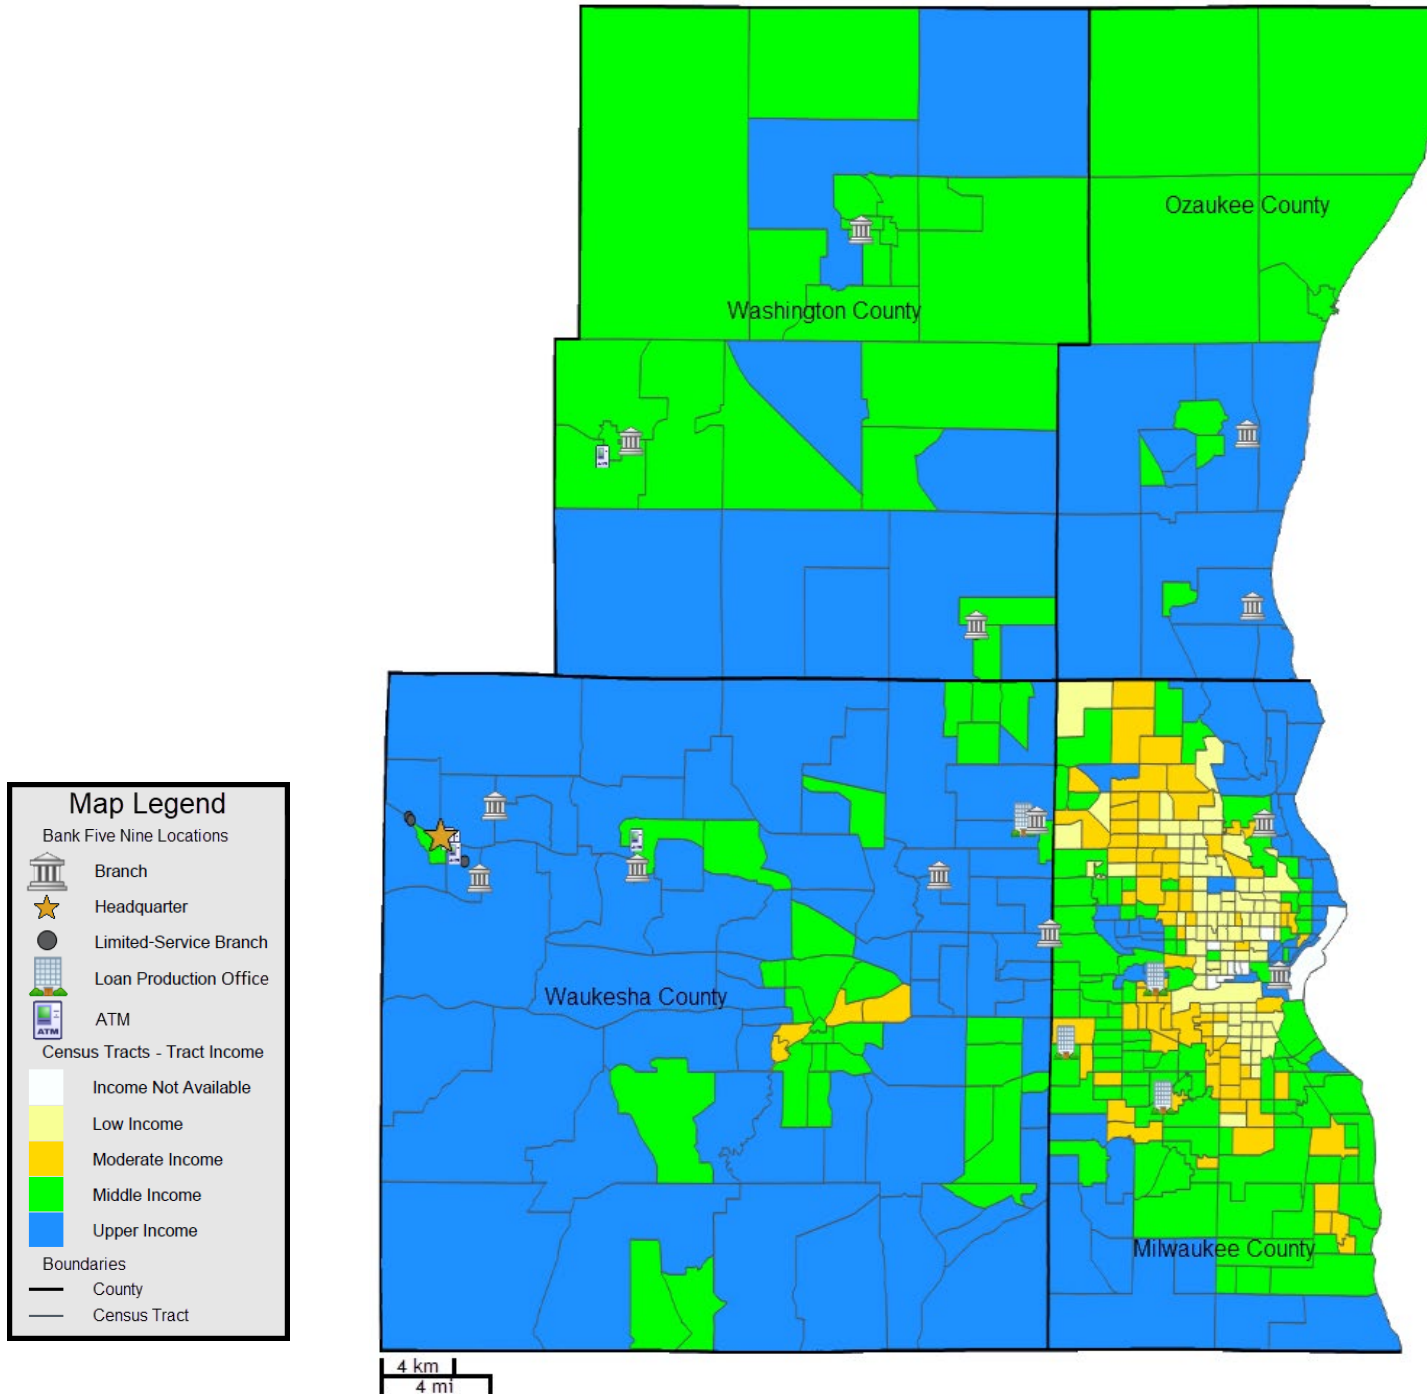 Ozaukee County
Washington County
Waukesha County
Milwaukee County
Map Legend
Bank Five Nine Locations
Branch
Headquarter
Limited-Service Branch
Loan Production Office
ATM
ATM
Census Tracts - Tract Income
Income Not Available
Low Income
Moderate Income
Middle Income
Upper Income
Boundaries
County
Census Tract
4 km
4 mi